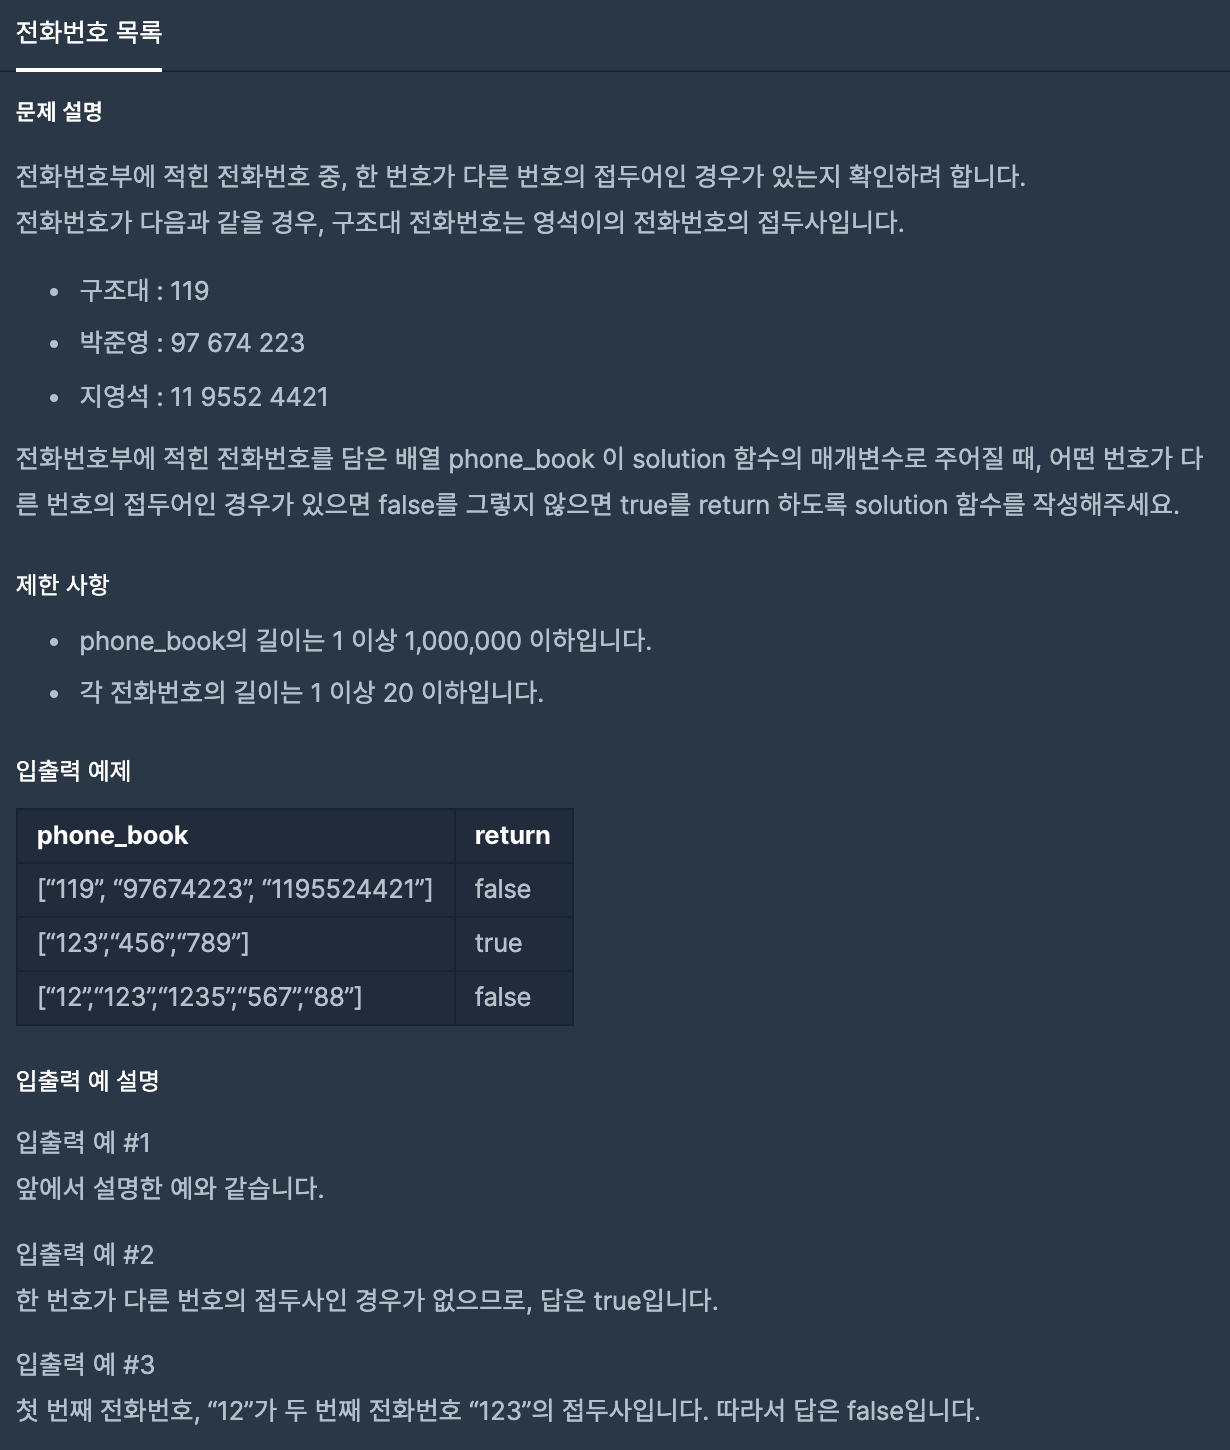 전화번호 목록
문제 설명
전화번호부에 적힌 전화번호 중, 한 번호가 다른 번호의 접두어인 경우가 있는지 확인하려 합니다.
전화번호가 다음과 같을 경우, 구조대 전화번호는 영석이의 전화번호의 접두사입니다.
• 구조대 : 119
• 박준영 : 97 674 223
• 지영석 : 11 9552 4421
전화번호부에 적힌 전화번호를 담은 배열 phone_book 이 solution 함수의 매개변수로 주어질 때, 어떤 번호가 다
른 번호의 접두어인 경우가 있으면 false를 그렇지 않으면 true를 return 하도록 solution 함수를 작성해주세요.
제한 사항
• phone_book의 길이는 1 이상 1,000,000 이하입니다.
• 각 전화번호의 길이는 1 이상 20 이하입니다.
입출력 예제
phone_book return
[“119”, “97674223”, “1195524421”] false
[“123”,“456”,“789”] true
[“12”,“123”,“1235”,“567”,“88”] false
입출력 예 설명
입출력 예 #1
앞에서 설명한 예와 같습니다.
입출력 예 #2
한 번호가 다른 번호의 접두사인 경우가 없으므로, 답은 true입니다.
입출력 예 #3
첫 번째 전화번호, “12”가 두 번째 전화번호 “123”의 접두사입니다. 따라서 답은 false입니다.